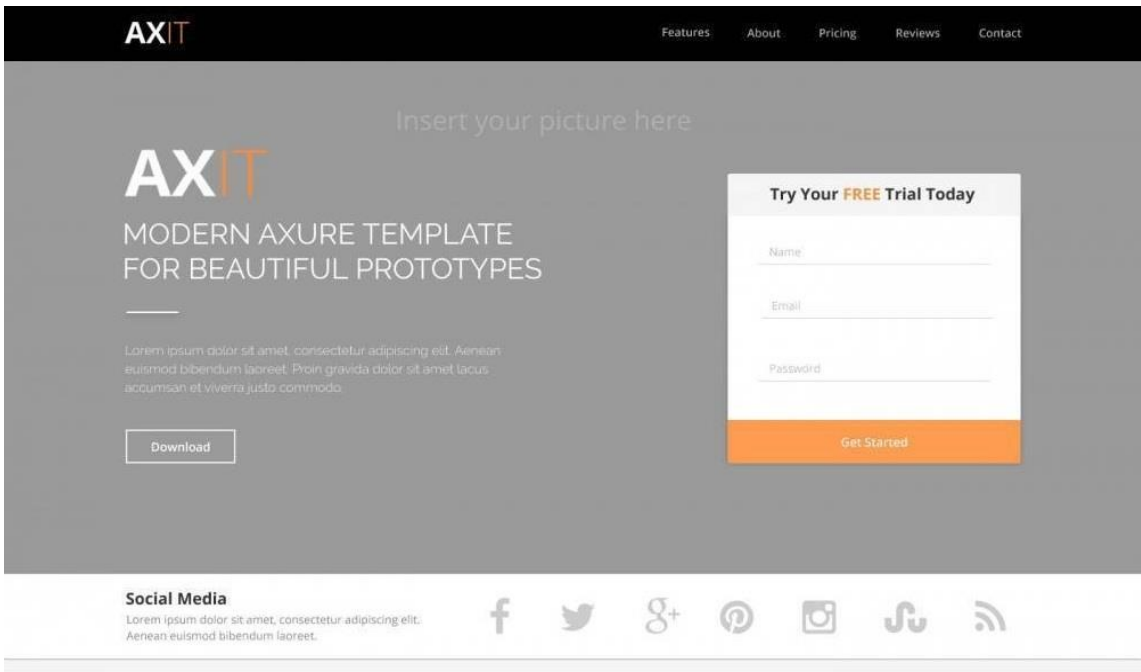 AXIT
Features
About
Pricing
Reviews
Contact
Insert your picture here
AXIT
MODERN AXURE TEMPLATE
FOR BEAUTIFUL PROTOTYPES
Lorem ipsum dolor sit amet, consectetur adipiscing elit. Aenean
euismod bibendum laoreet. Proin gravida dolor sit amet lacus
accumsan et viverra justo commodo.
Download
Try Your FREE Trial Today
Name
Email
Password
Get Started
Social Media
Lorem ipsum dolor sit amet, consectetur adipiscing elit.
Aenean euismod bibendum laoreet.